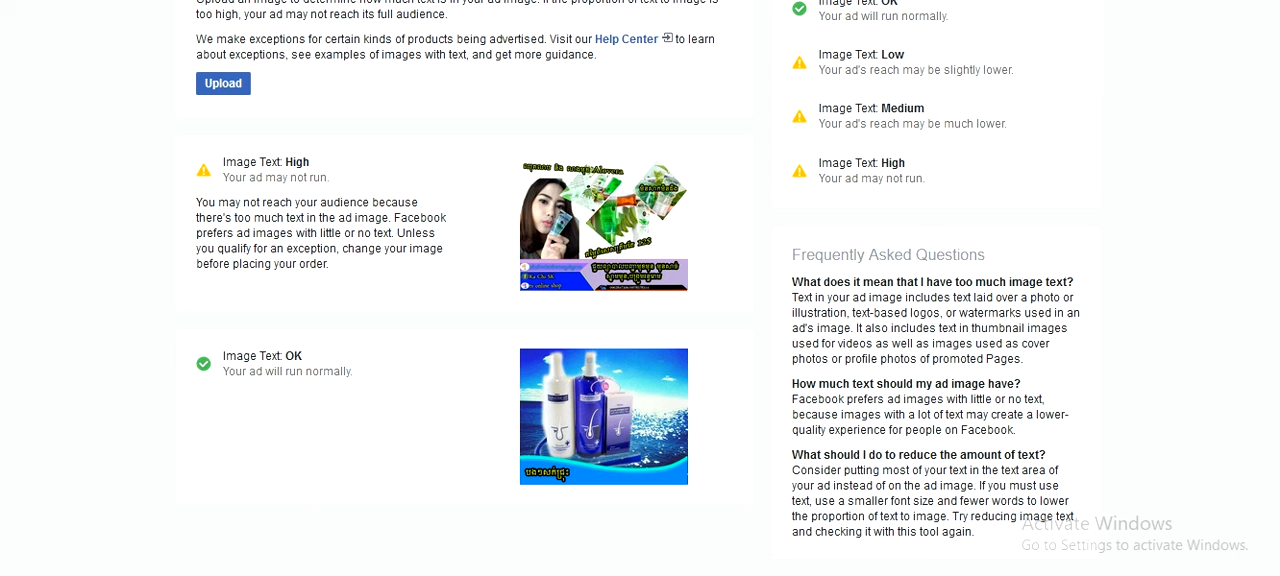 too high, your ad may not reach its full audience.
We make exceptions for certain kinds of products being advertised. Visit our Help Center to learn
about exceptions, see examples of images with text, and get more guidance.
Upload
Image Text: High
Your ad may not run.
You may not reach your audience because
there's too much text in the ad image. Facebook
prefers ad images with little or no text. Unless
you qualify for an exception, change your image
before placing your order.
Alovera
12$
online shop
Image Text: OK
Your ad will run normally.
Image Text: OK
Your ad will run normally.
Image Text: Low
Your ad's reach may be slightly lower.
Image Text: Medium
Your ad's reach may be much lower.
Image Text: High
Your ad may not run.
Frequently Asked Questions
What does it mean that I have too much image text?
Text in your ad image includes text laid over a photo or
illustration, text-based logos, or watermarks used in an
ad's image. It also includes text in thumbnail images
used for videos as well as images used as cover
photos or profile photos of promoted Pages.
How much text should my ad image have?
Facebook prefers ad images with little or no text,
because images with a lot of text may create a lower-
quality experience for people on Facebook.
What should I do to reduce the amount of text?
Consider putting most of your text in the text area of
your ad instead of on the ad image. If you must use
text, use a smaller font size and fewer words to lower
the proportion of text to image. Try reducing image text
and checking it with this tool again.
Activate Windows
Go to Settings to activate Windows.